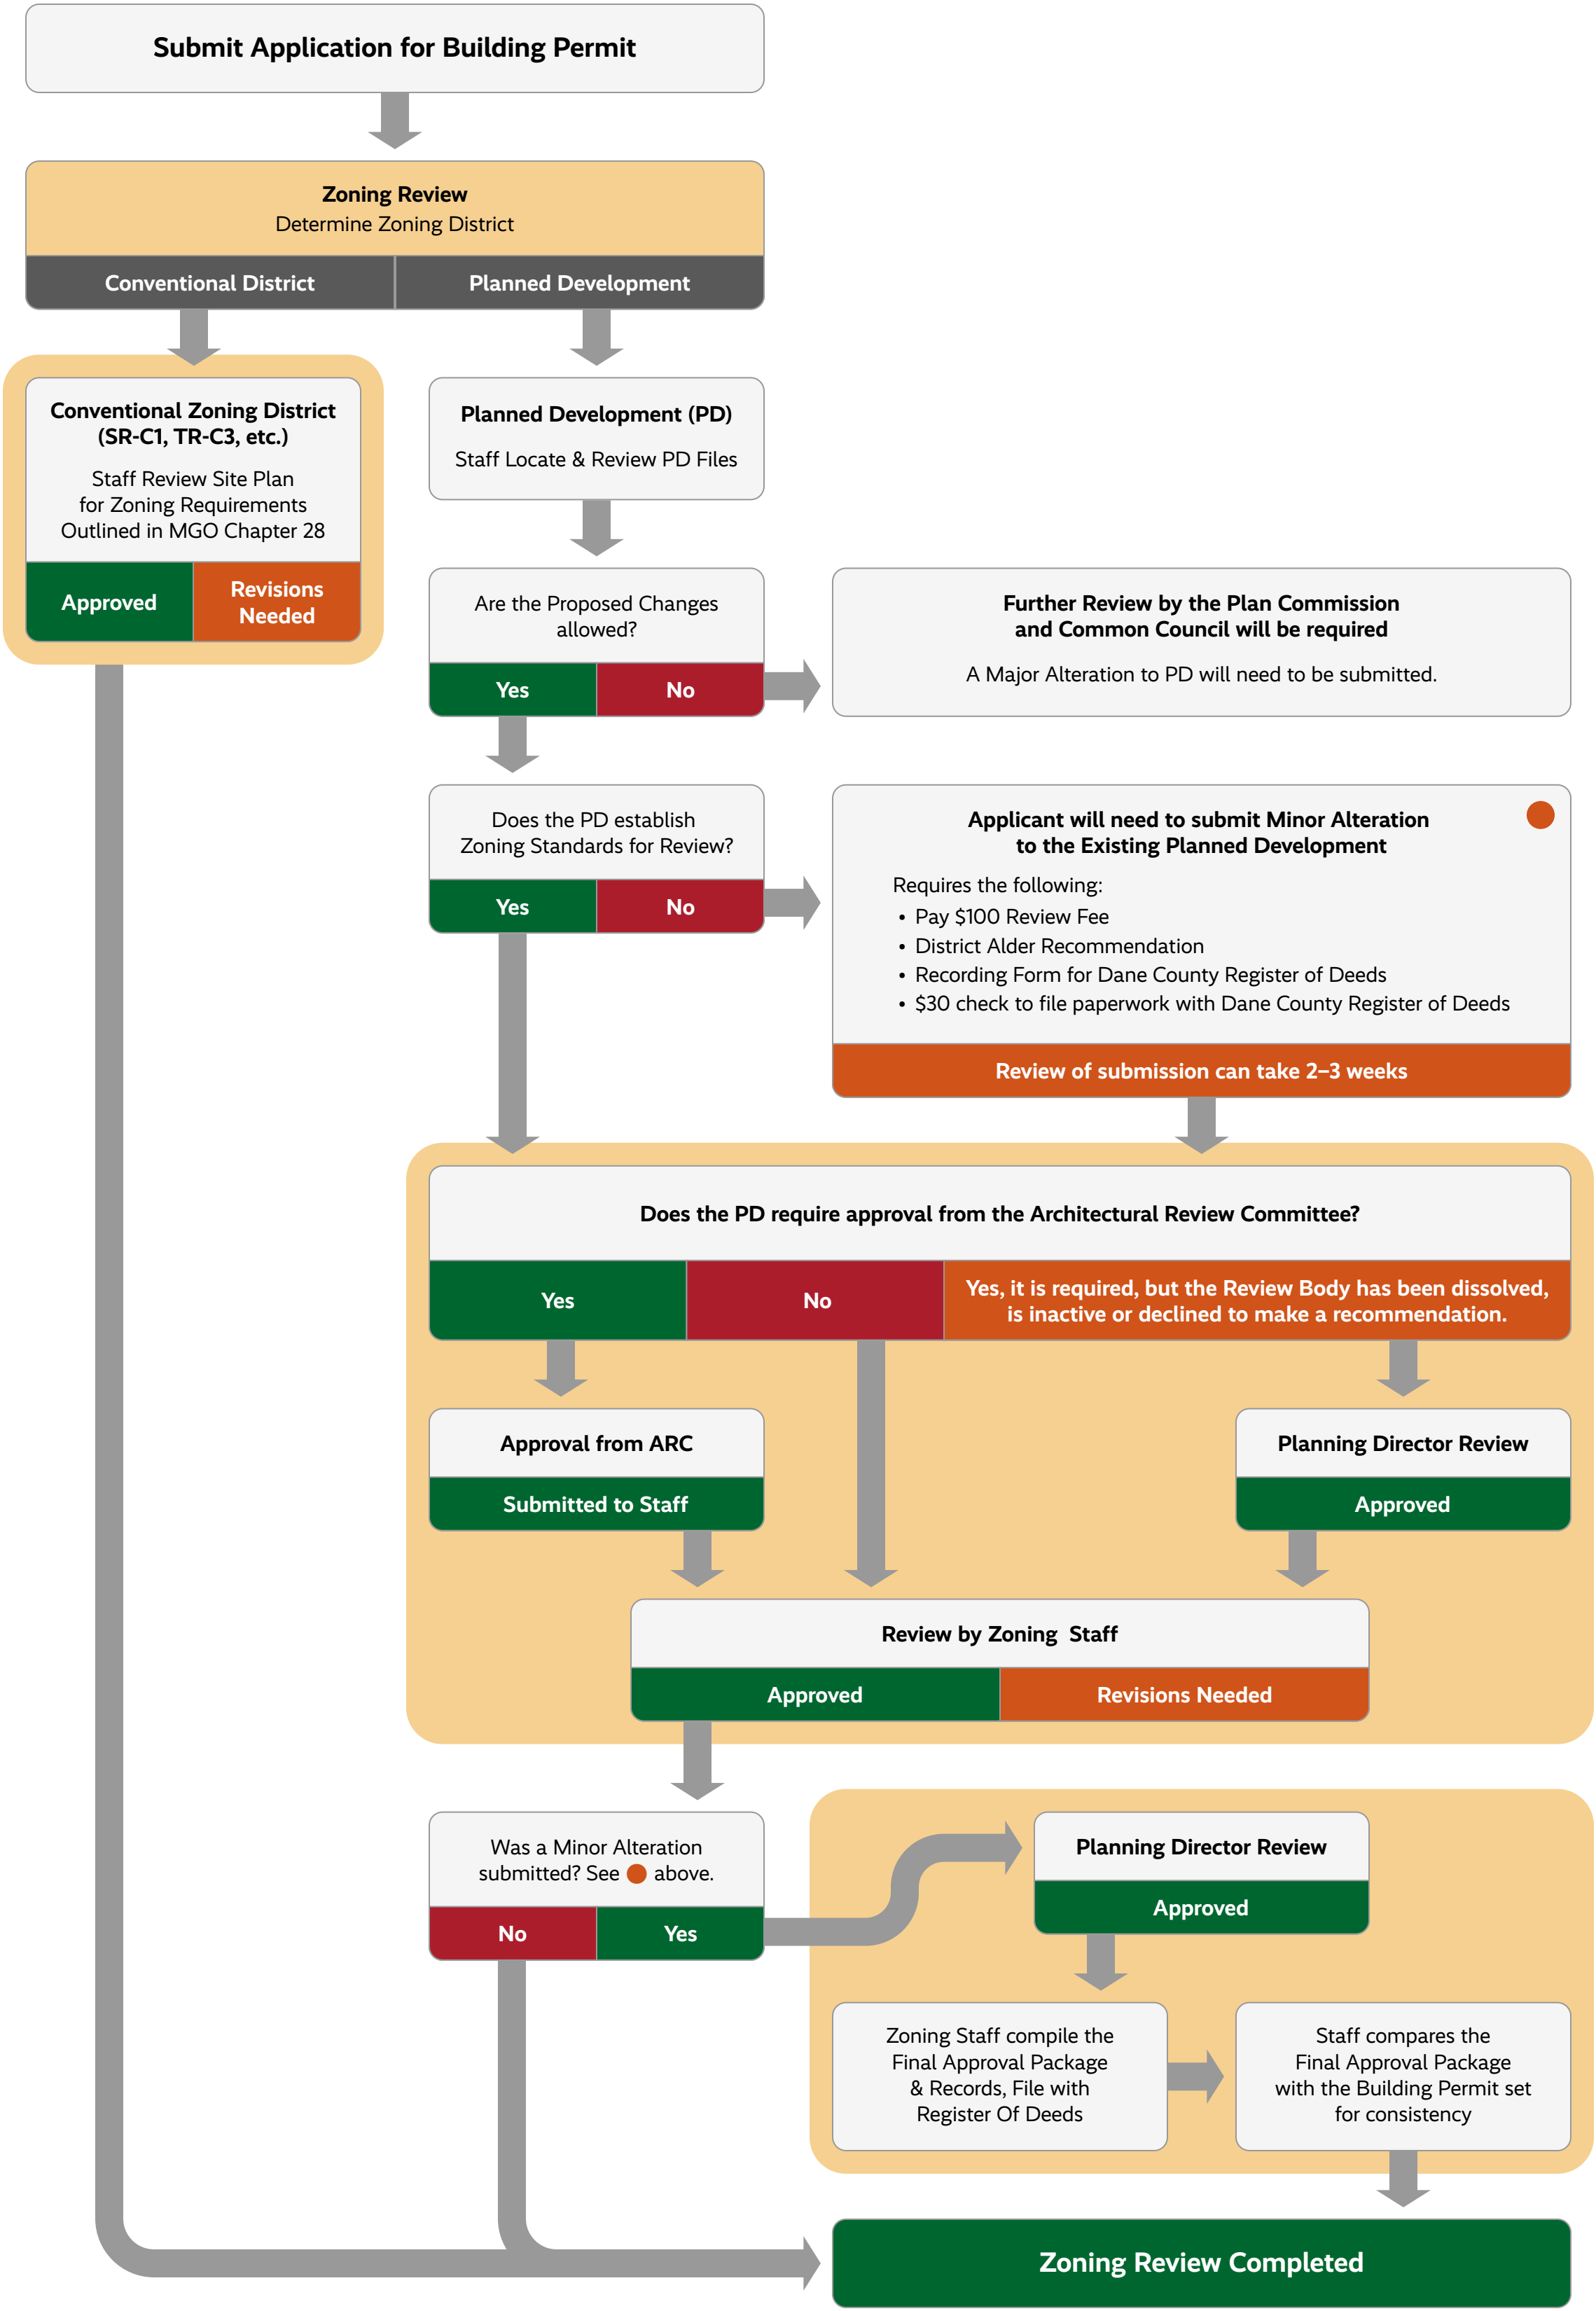 Submit Application for Building Permit
Zoning Review
Determine Zoning District
Conventional District
Planned Development
Conventional Zoning District
(SR-C1, TR-C3, etc.)
Staff Review Site Plan
for Zoning Requirements
Outlined in MGO Chapter 28
Approved
Revisions
Needed
Planned Development (PD)
Staff Locate & Review PD Files
Are the Proposed Changes
allowed?
Yes
No
Further Review by the Plan Commission
and Common Council will be required
A Major Alteration to PD will need to be submitted.
Does the PD establish
Zoning Standards for Review?
Yes
No
Applicant will need to submit Minor Alteration
to the Existing Planned Development
Requires the following:
• Pay $100 Review Fee
• District Alder Recommendation
• Recording Form for Dane County Register of Deeds
• $30 check to file paperwork with Dane County Register of Deeds
Review of submission can take 2–3 weeks
Does the PD require approval from the Architectural Review Committee?
Yes
No
Yes, it is required, but the Review Body has been dissolved,
is inactive or declined to make a recommendation.
Approval from ARC
Submitted to Staff
Planning Director Review
Approved
Review by Zoning Staff
Approved
Revisions Needed
Was a Minor Alteration
submitted? See above.
No
Yes
Planning Director Review
Approved
Zoning Staff compile the
Final Approval Package
& Records, File with
Register Of Deeds
Staff compares the
Final Approval Package
with the Building Permit set
for consistency
Zoning Review Completed